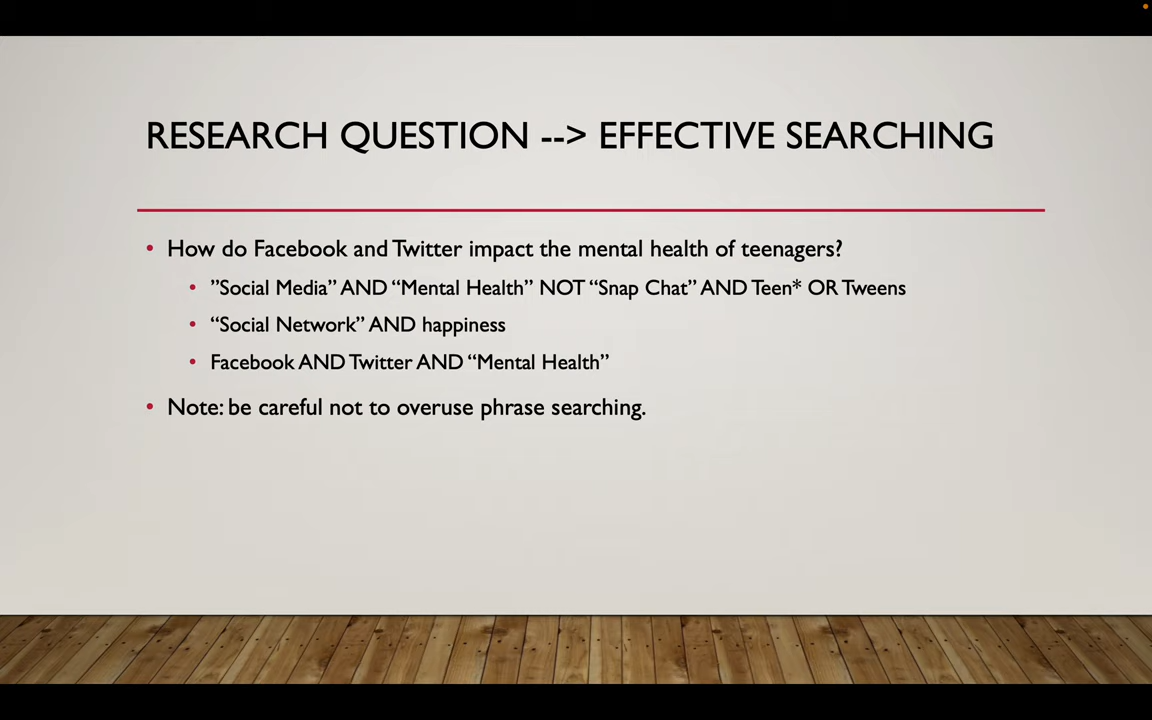 RESEARCH QUESTION --> EFFECTIVE SEARCHING
• How do Facebook and Twitter impact the mental health of teenagers?
• ”Social Media” AND “Mental Health” NOT “Snap Chat” AND Teen* OR Tweens
• “Social Network” AND happiness
• Facebook AND Twitter AND “Mental Health”
• Note: be careful not to overuse phrase searching.